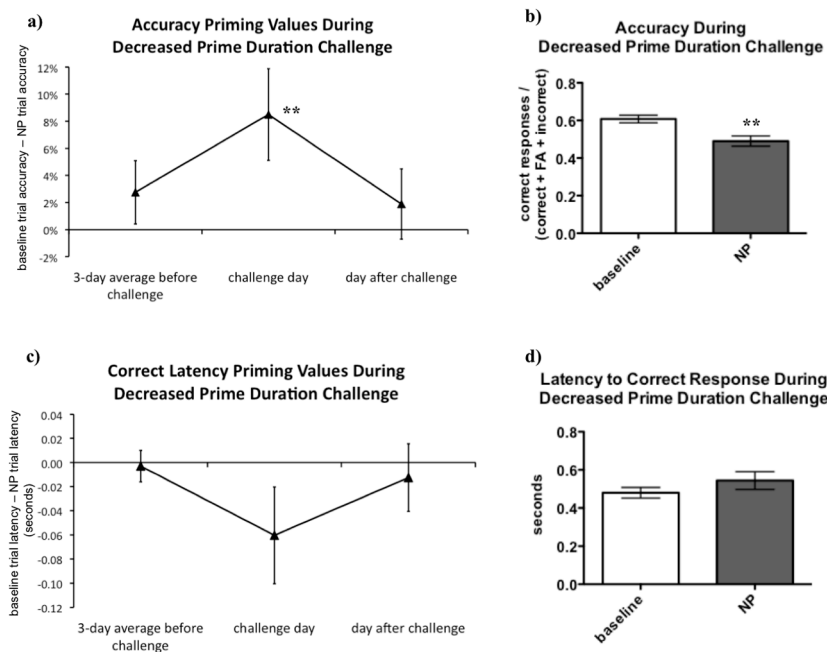 a)
Accuracy Priming Values During
Decreased Prime Duration Challenge
baseline trial accuracy – NP trial accuracy
12%
10%
8%
6%
4%
2%
0%
-2%
**
3-day average before
challenge
challenge day
day after challenge
b)
Accuracy During
Decreased Prime Duration Challenge
correct responses /
(correct + FA + incorrect)
0.8
0.6
0.4
0.2
0.0
**
baseline
NP
c)
Correct Latency Priming Values During
Decreased Prime Duration Challenge
baseline trial latency – NP trial latency
(seconds)
0.04
0.02
0.00
-0.02
-0.04
-0.06
-0.08
-0.10
-0.12
3-day average before
challenge
challenge day
day after challenge
d)
Latency to Correct Response During
Decreased Prime Duration Challenge
seconds
0.8
0.6
0.4
0.2
0.0
baseline
NP